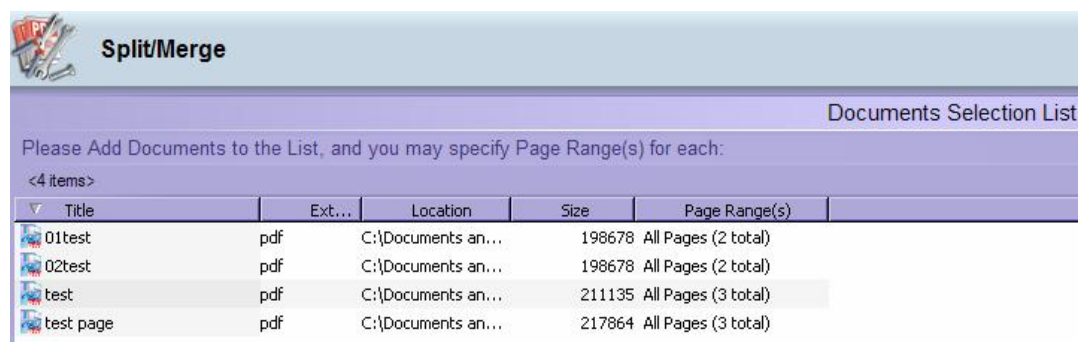 Split/Merge
Documents Selection List
Please Add Documents to the List, and you may specify Page Range(s) for each:
<4 items>
Title Ext... Location Size Page Range(s)
01test pdf C:\Documents an... 198678 All Pages (2 total)
02test pdf C:\Documents an... 198678 All Pages (2 total)
test pdf C:\Documents an... 211135 All Pages (3 total)
test page pdf C:\Documents an... 217864 All Pages (3 total)